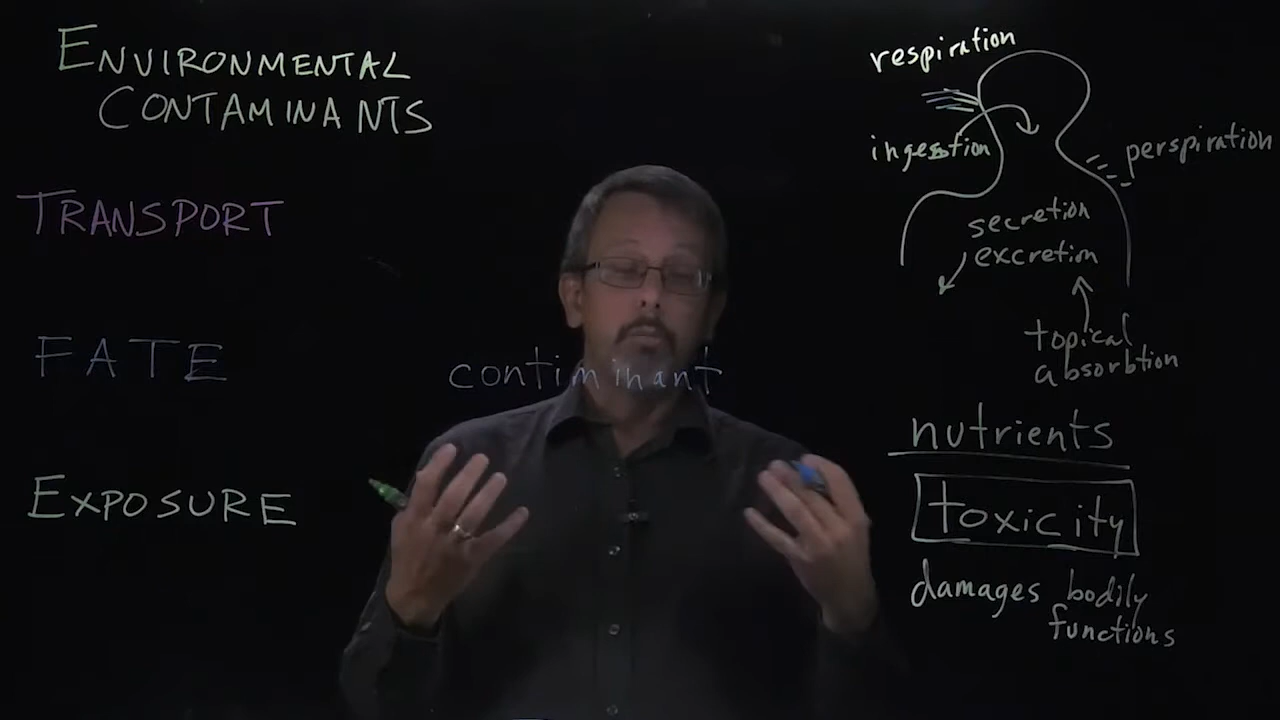 ENVIRONMENTAL
CONTAMINANTS
TRANSPORT
FATE
EXPOSURE
contiminant
respiration
ingestion
perspiration
secretion
excretion
topical
absorbtion
nutrients
toxicity
damages bodily
functions